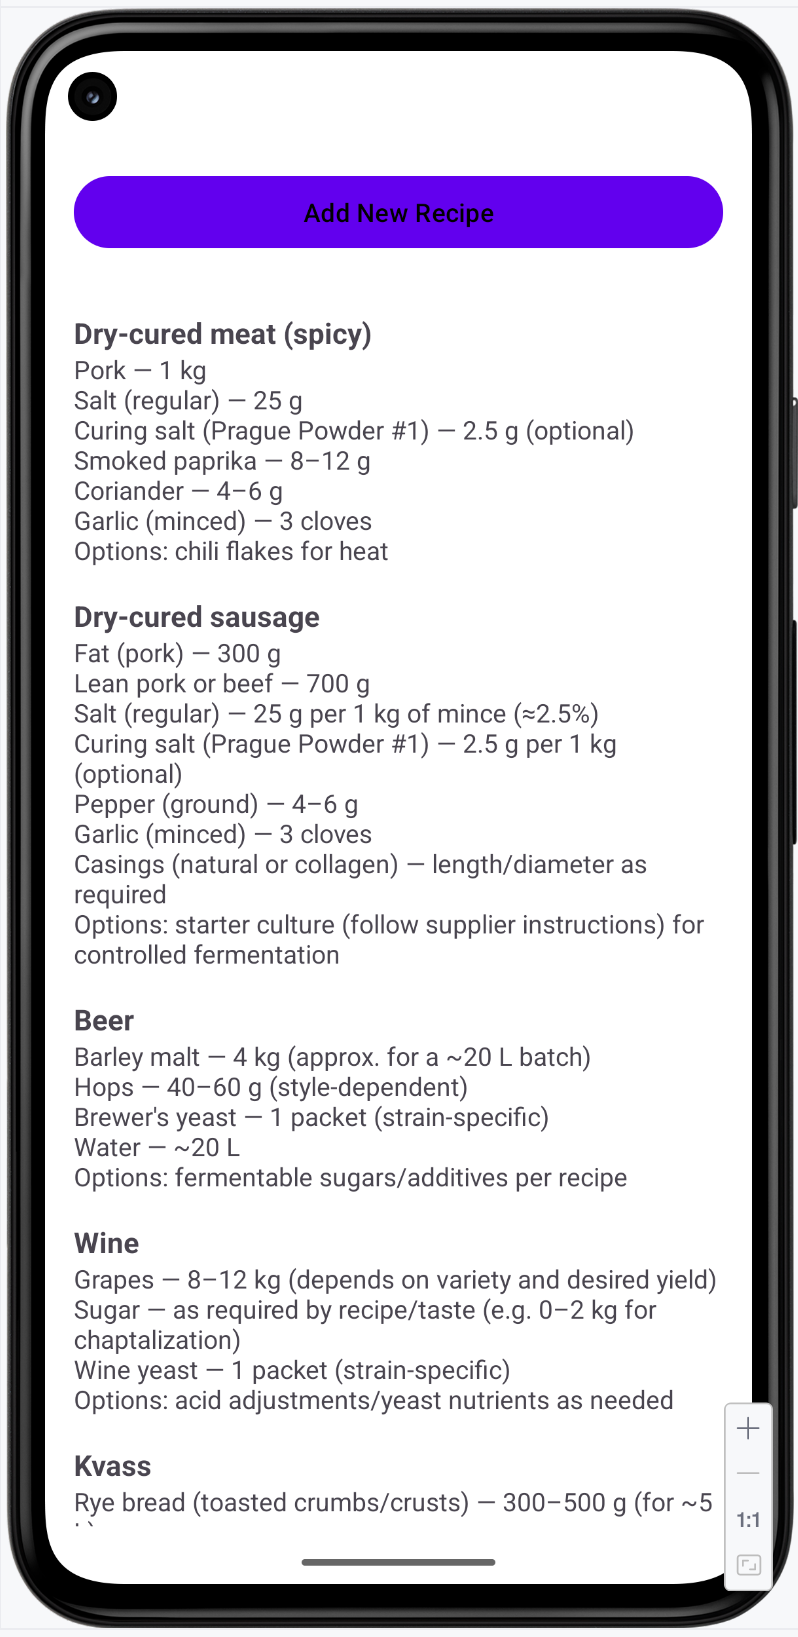 Add New Recipe
Dry-cured meat (spicy)
Pork — 1 kg
Salt (regular) — 25 g
Curing salt (Prague Powder #1) — 2.5 g (optional)
Smoked paprika — 8–12 g
Coriander — 4–6 g
Garlic (minced) — 3 cloves
Options: chili flakes for heat
Dry-cured sausage
Fat (pork) — 300 g
Lean pork or beef — 700 g
Salt (regular) — 25 g per 1 kg of mince (≈2.5%)
Curing salt (Prague Powder #1) — 2.5 g per 1 kg
(optional)
Pepper (ground) — 4–6 g
Garlic (minced) — 3 cloves
Casings (natural or collagen) — length/diameter as
required
Options: starter culture (follow supplier instructions) for
controlled fermentation
Beer
Barley malt — 4 kg (approx. for a ~20 L batch)
Hops — 40–60 g (style-dependent)
Brewer's yeast — 1 packet (strain-specific)
Water — ~20 L
Options: fermentable sugars/additives per recipe
Wine
Grapes — 8–12 kg (depends on variety and desired yield)
Sugar — as required by recipe/taste (e.g. 0–2 kg for
chaptalization)
Wine yeast — 1 packet (strain-specific)
Options: acid adjustments/yeast nutrients as needed
Kvass
Rye bread (toasted crumbs/crusts) — 300–500 g (for ~5
1:1